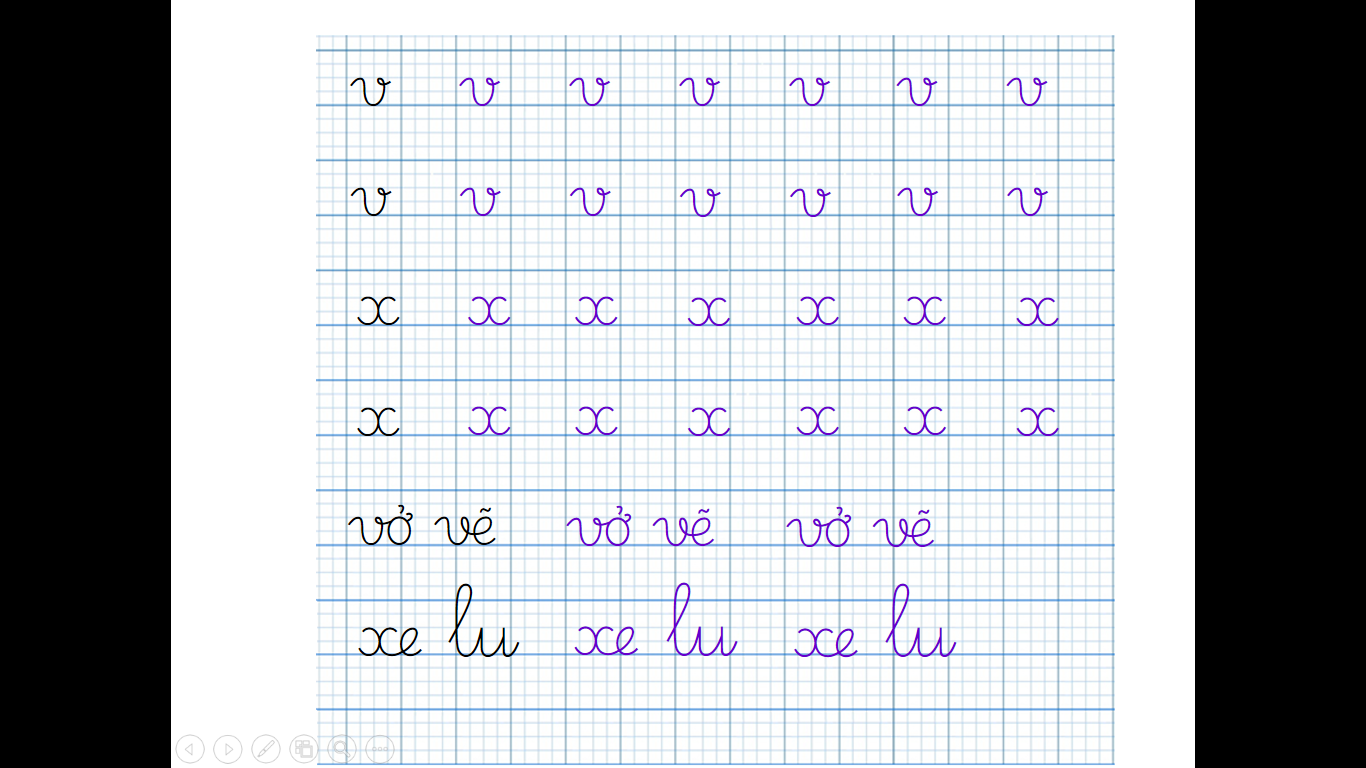 v v v v v v v
v v v v v v v
x x x x x x x
x x x x x x x
vở vẽ vở vẽ vở vẽ
xe lu xe lu xe lu